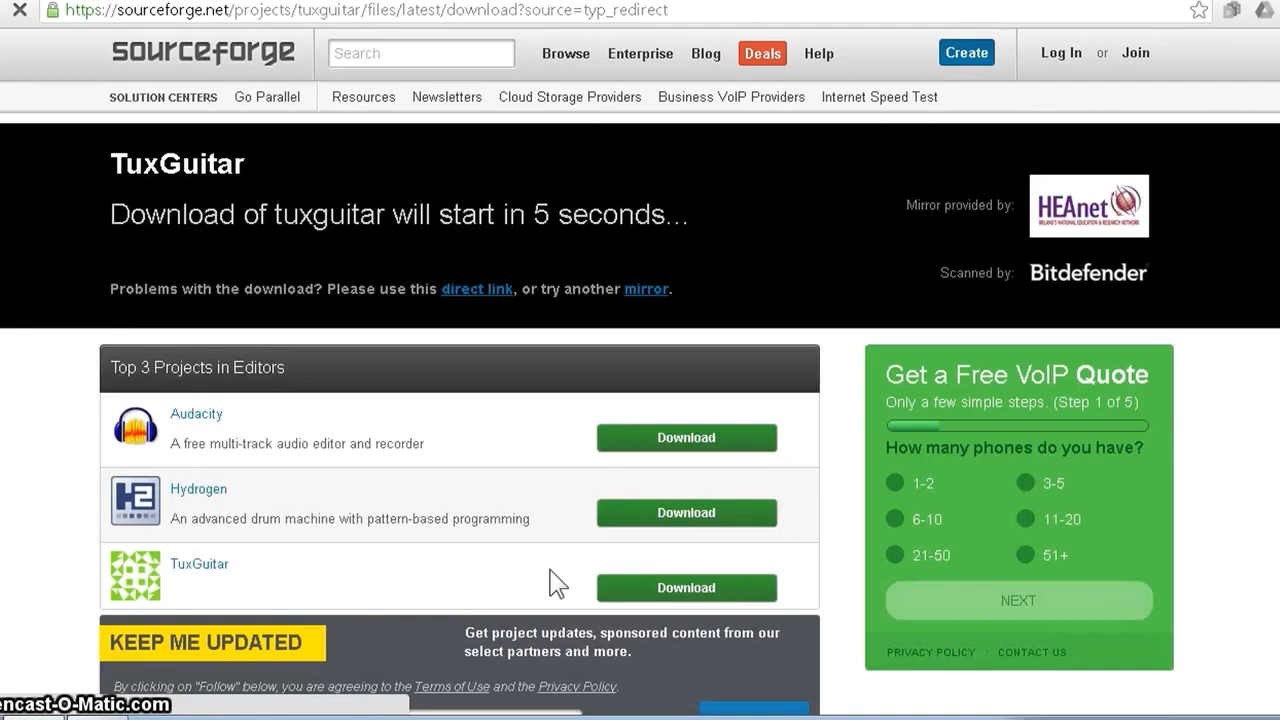 https://sourceforge.net/projects/tuxguitar/files/latest/download?source=typ_redirect
sourceforge
Search
Browse Enterprise Blog Deals Help
Create
Log In or Join
SOLUTION CENTERS Go Parallel Resources Newsletters Cloud Storage Providers Business VoIP Providers Internet Speed Test
TuxGuitar
Download of tuxguitar will start in 5 seconds...
Problems with the download? Please use this direct link, or try another mirror.
Mirror provided by:
HEAnet
IRELAND'S NATIONAL EDUCATION & RESEARCH NETWORK
Scanned by:
Bitdefender
Top 3 Projects in Editors
Audacity
A free multi-track audio editor and recorder
Download
Hydrogen
An advanced drum machine with pattern-based programming
Download
H2
TuxGuitar
Download
KEEP ME UPDATED
Get project updates, sponsored content from our
select partners and more.
By clicking on "Follow" below, you are agreeing to the Terms of Use and the Privacy Policy.
Get a Free VoIP Quote
Only a few simple steps. (Step 1 of 5)
How many phones do you have?
1-2 3-5
6-10 11-20
21-50 51+
NEXT
PRIVACY POLICY · CONTACT US
encast-O-Matic.com